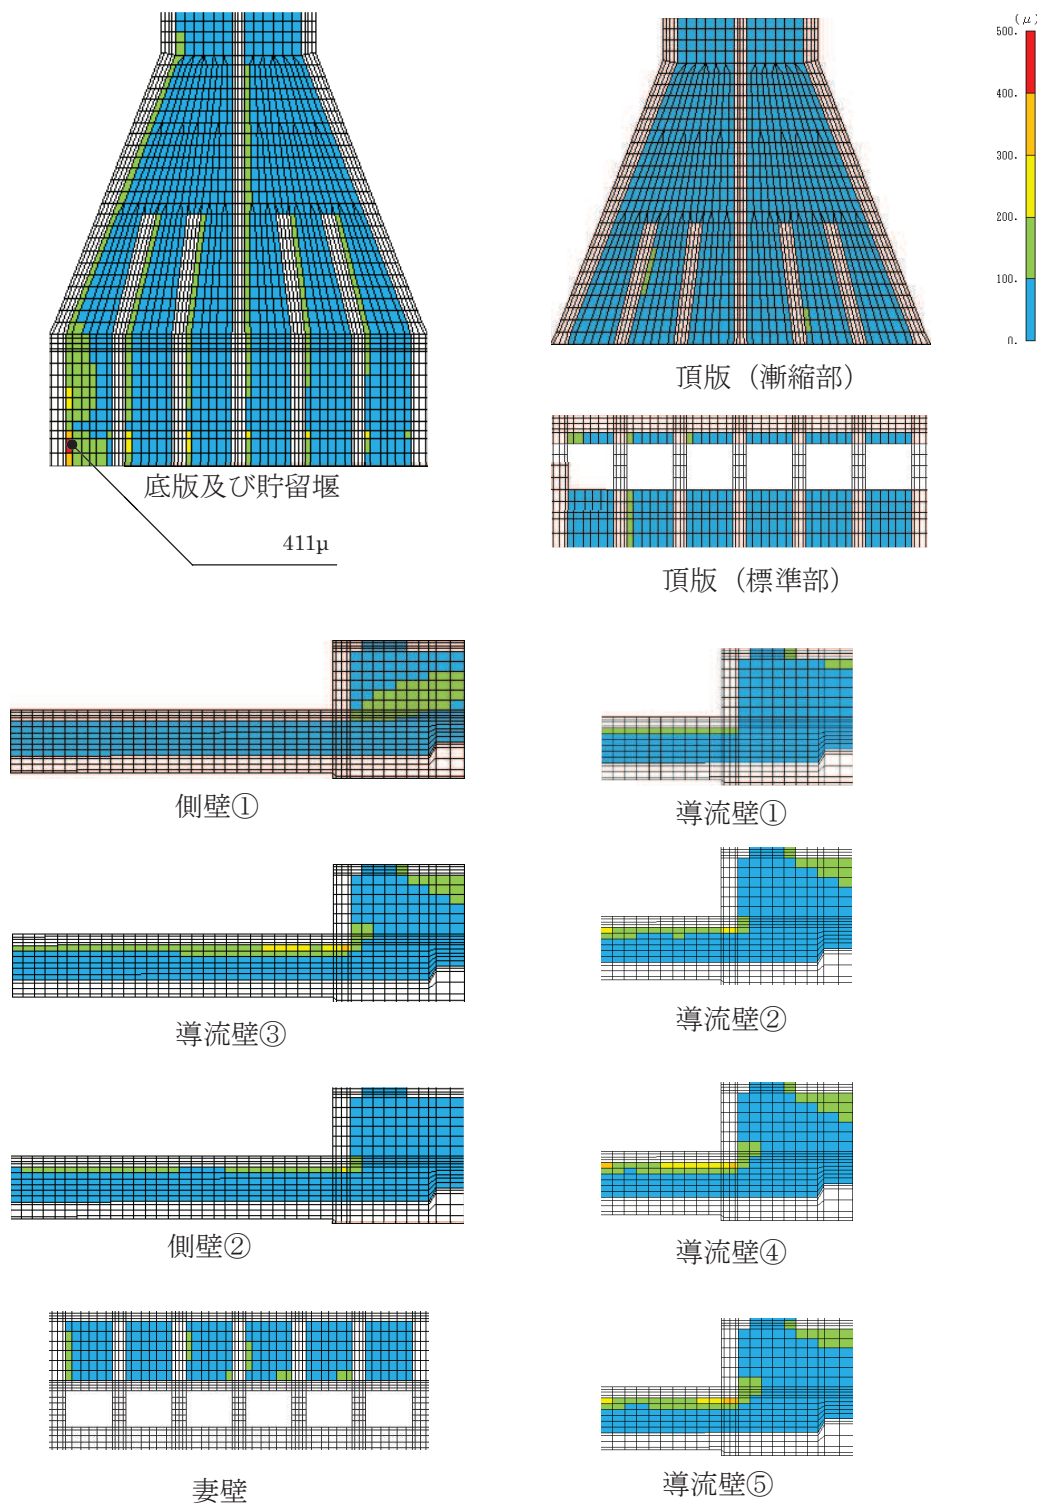 (μ)
500.
400.
300.
200.
100.
0.
頂版（漸縮部）
底版及び貯留堰
411μ
頂版（標準部）
側壁①
導流壁①
導流壁③
導流壁②
側壁②
導流壁④
妻壁
導流壁⑤